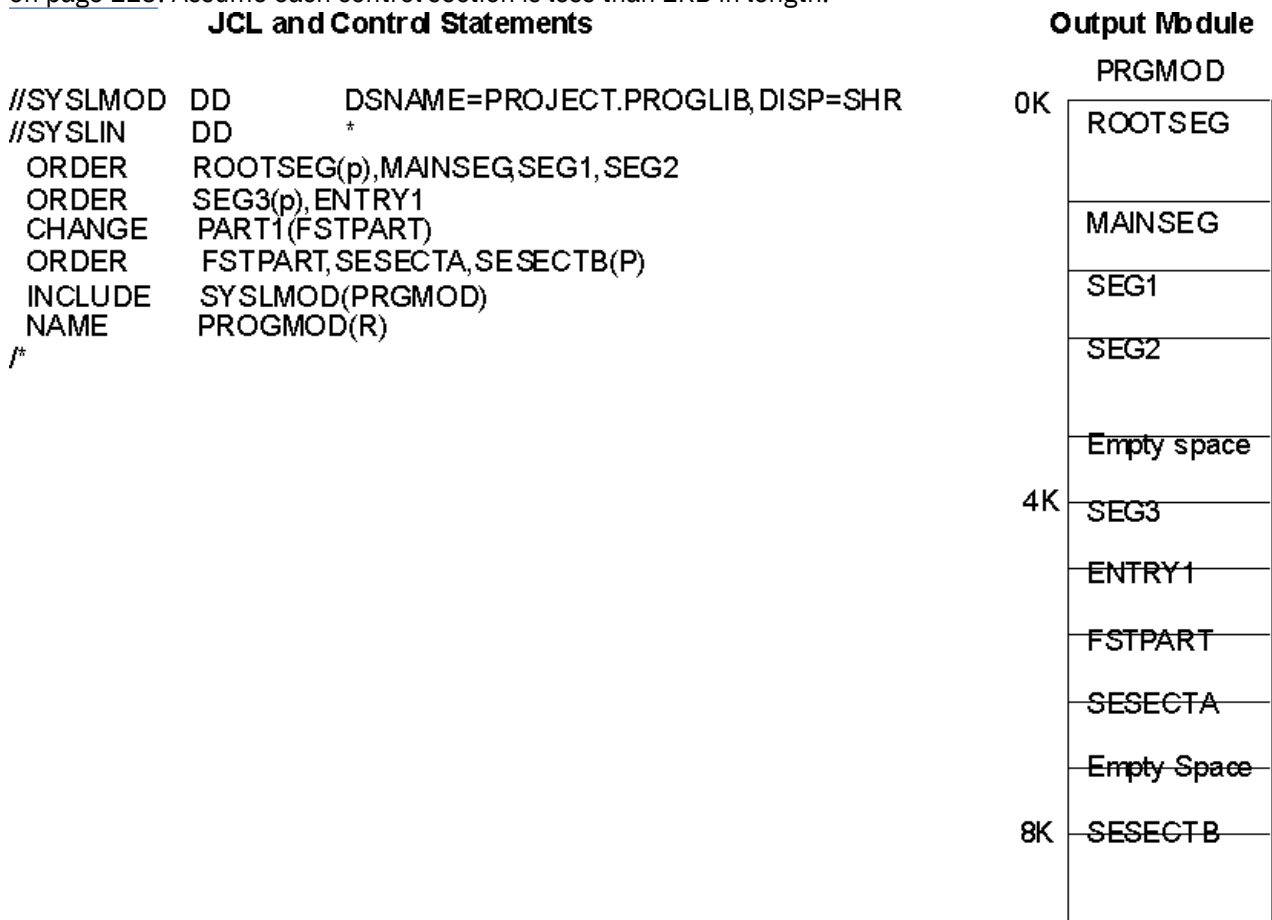 on page 223. Assume each control section is less than 2KB in length.
JCL and Control Statements
Output Module
PRGMOD
//SYSLMOD DD DSNAME=PROJECT.PROGLIB,DISP=SHR
//SYSLIN DD *
ORDER ROOTSEG(p),MAINSEG,SEG1,SEG2
ORDER SEG3(p),ENTRY1
CHANGE PART1(FSTPART)
ORDER FSTPART,SESECTA,SESECTB(P)
INCLUDE SYSLMOD(PRGMOD)
NAME PROGMOD(R)
/*
0K
ROOTSEG
MAINSEG
SEG1
SEG2
Empty space
4K
SEG3
ENTRY1
FSTPART
SESECTA
Empty Space
8K
SESECTB